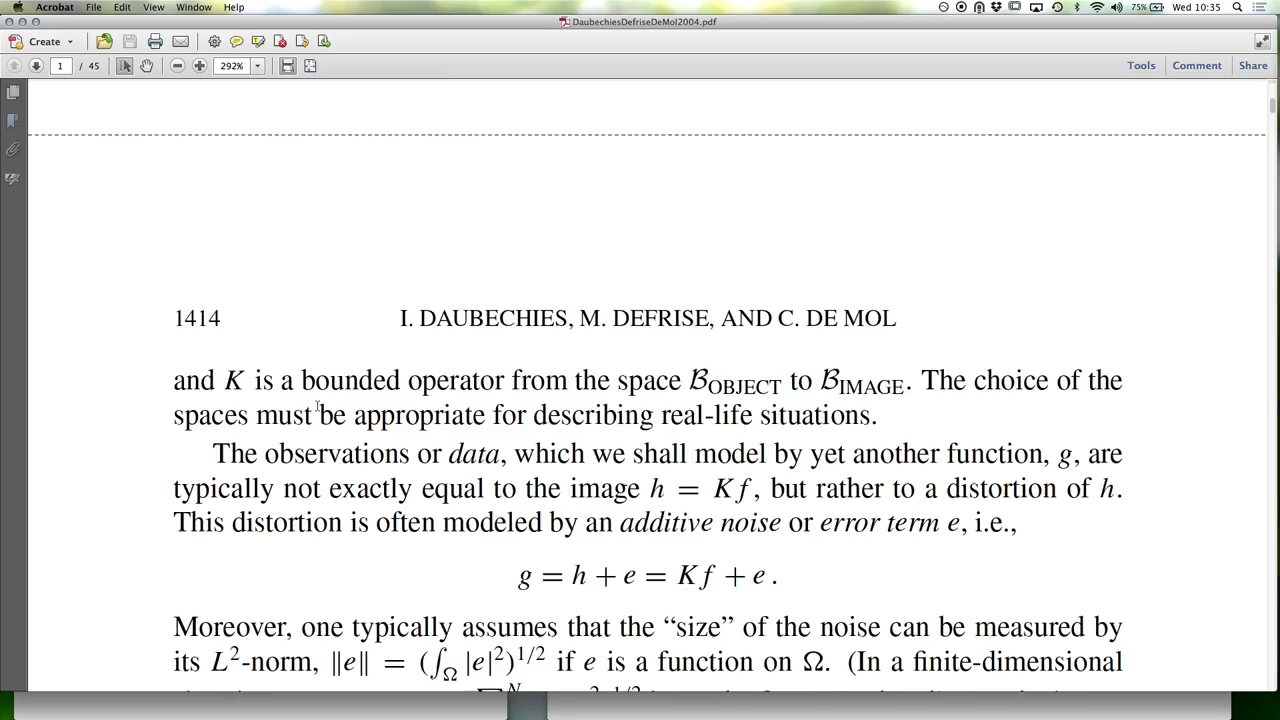 Acrobat File Edit View Window Help 75% Wed 10:35
DaubechiesDefriseDeMol2004.pdf
Create
1 / 45 292% Tools Comment Share
1414 I. DAUBECHIES, M. DEFRISE, AND C. DE MOL
and K is a bounded operator from the space ℬ_OBJECT to ℬ_IMAGE. The choice of the
spaces must be appropriate for describing real-life situations.
The observations or data, which we shall model by yet another function, g, are
typically not exactly equal to the image h = Kf, but rather to a distortion of h.
This distortion is often modeled by an additive noise or error term e, i.e.,
g = h + e = Kf + e .
Moreover, one typically assumes that the “size” of the noise can be measured by
its L²-norm, ‖e‖ = (∫_Ω |e|²)^{1/2} if e is a function on Ω. (In a finite-dimensional